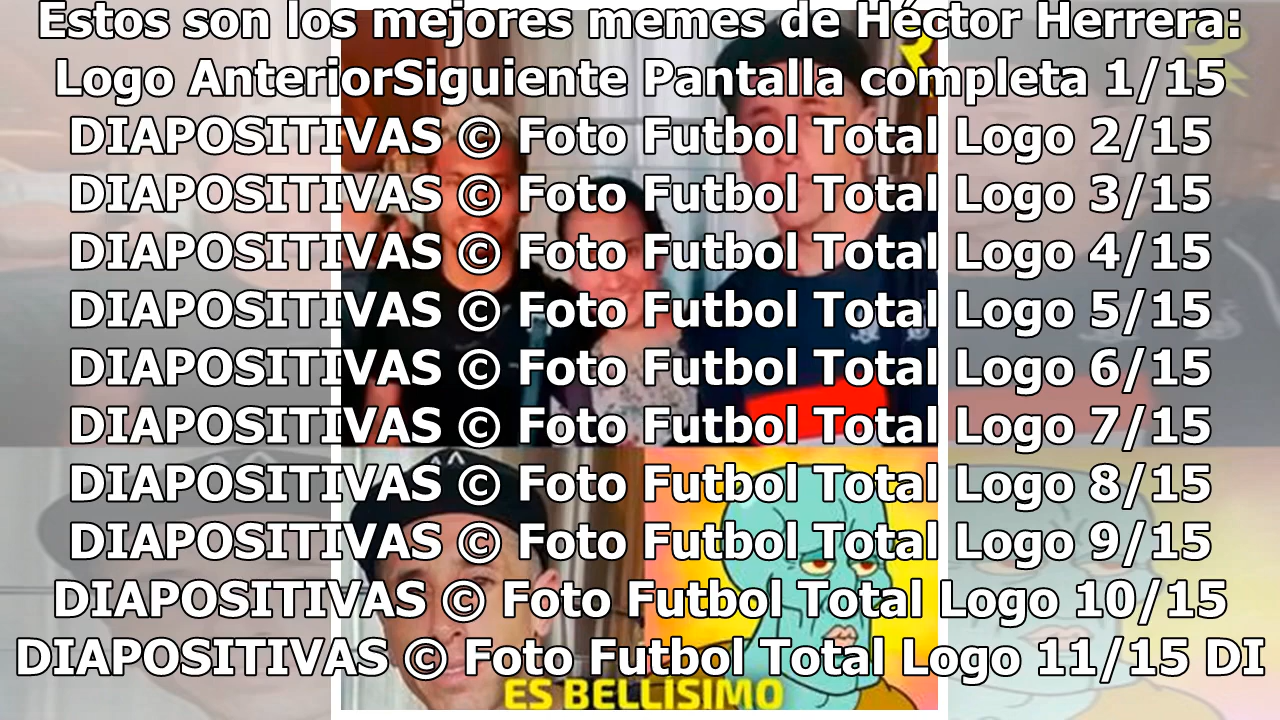 Estos son los mejores memes de Héctor Herrera:
Logo AnteriorSiguiente Pantalla completa 1/15
DIAPOSITIVAS © Foto Futbol Total Logo 2/15
DIAPOSITIVAS © Foto Futbol Total Logo 3/15
DIAPOSITIVAS © Foto Futbol Total Logo 4/15
DIAPOSITIVAS © Foto Futbol Total Logo 5/15
DIAPOSITIVAS © Foto Futbol Total Logo 6/15
DIAPOSITIVAS © Foto Futbol Total Logo 7/15
DIAPOSITIVAS © Foto Futbol Total Logo 8/15
DIAPOSITIVAS © Foto Futbol Total Logo 9/15
DIAPOSITIVAS © Foto Futbol Total Logo 10/15
DIAPOSITIVAS © Foto Futbol Total Logo 11/15 DI
ES BELLÍSIMO